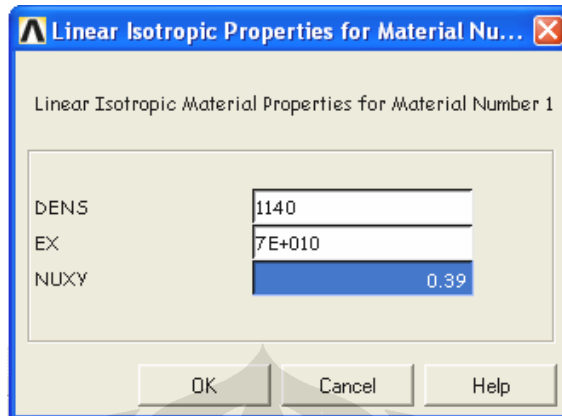 Linear Isotropic Properties for Material Nu...
Linear Isotropic Material Properties for Material Number 1
DENS 1140
EX 7E+010
NUXY 0.39
OK Cancel Help